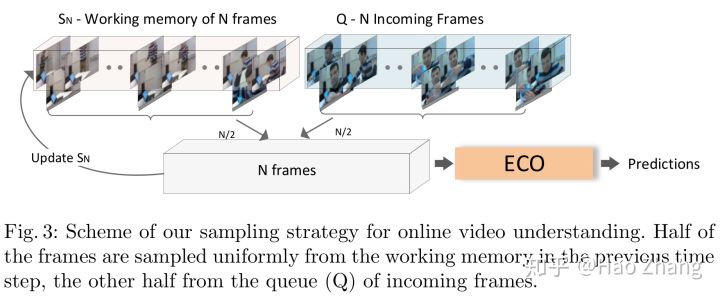 SN - Working memory of N frames
Q - N Incoming Frames
N/2
N/2
Update SN
N frames
ECO
Predictions
Fig. 3: Scheme of our sampling strategy for online video understanding. Half of
the frames are sampled uniformly from the working memory in the previous time
step, the other half from the queue (Q) of incoming frames.
知乎 @Hao Zhang